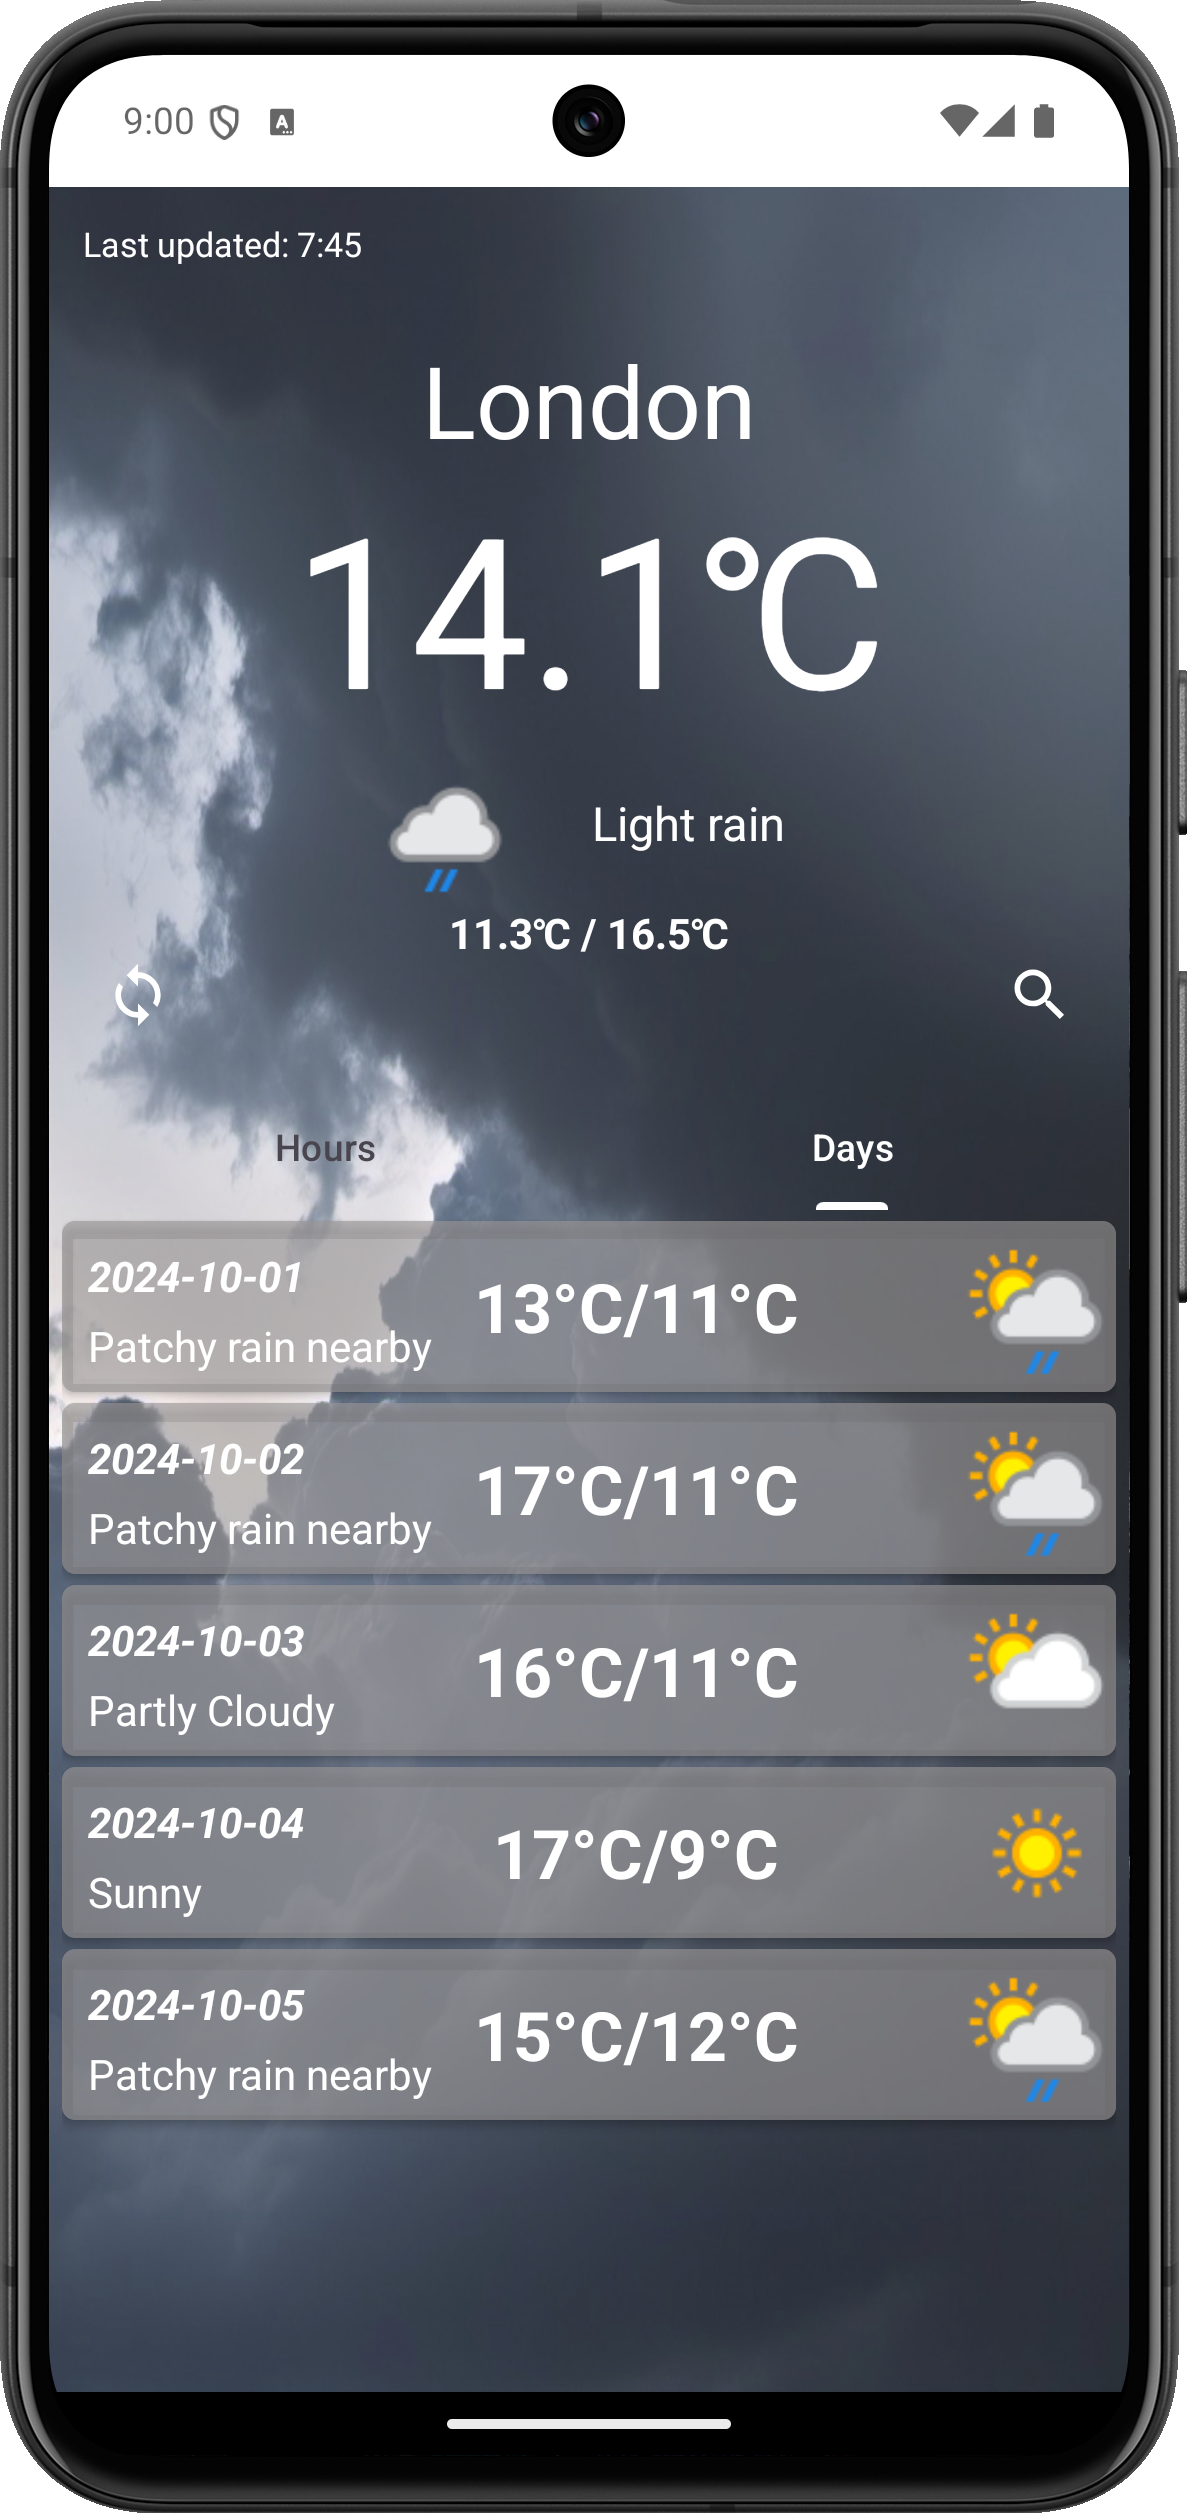 9:00
Last updated: 7:45
London
14.1°C
Light rain
11.3°C / 16.5°C
Hours Days
2024-10-01
13°C/11°C
Patchy rain nearby
2024-10-02
17°C/11°C
Patchy rain nearby
2024-10-03
16°C/11°C
Partly Cloudy
2024-10-04
17°C/9°C
Sunny
2024-10-05
15°C/12°C
Patchy rain nearby